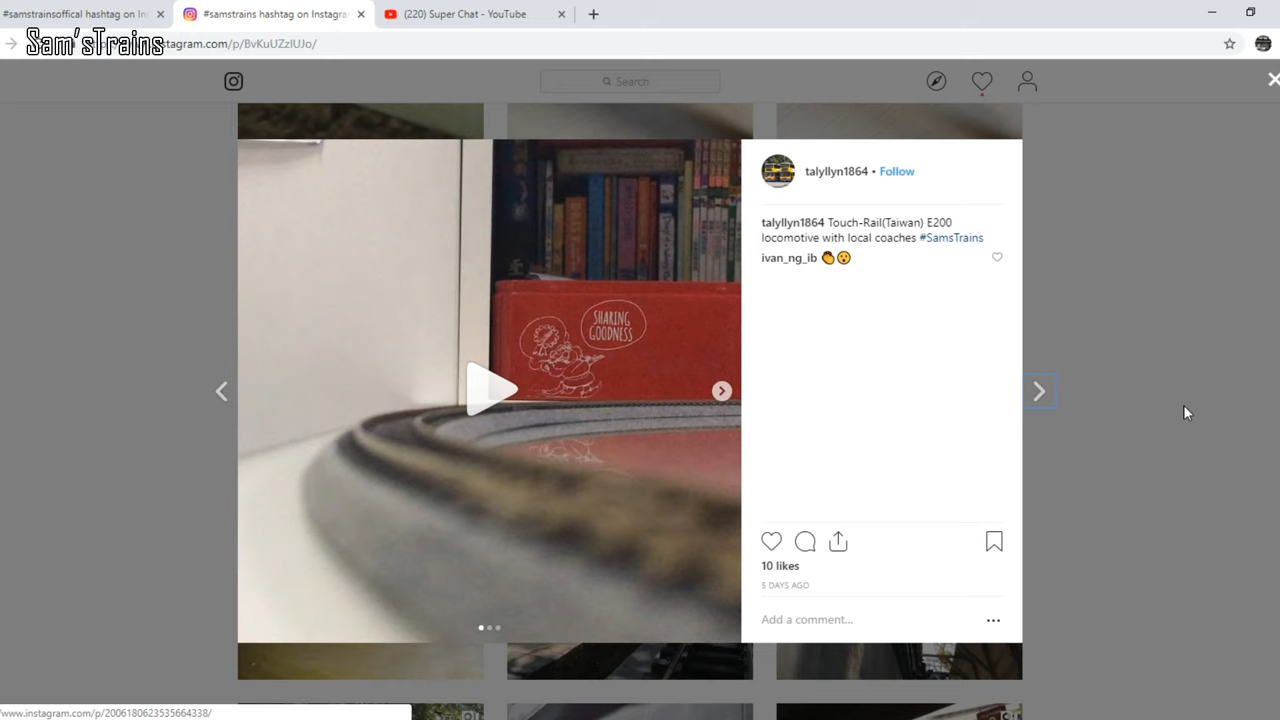 #samstrainsoffical hashtag on In
#samstrains hashtag on Instagra
(220) Super Chat - YouTube
Sam'sTrains
stagram.com/p/BvKuUZzlUJo/
Search
talyllyn1864 • Follow
talyllyn1864 Touch-Rail(Taiwan) E200
locomotive with local coaches #SamsTrains
ivan_ng_ib 👏😮
SHARING
GOODNESS
10 likes
5 DAYS AGO
Add a comment...
/www.instagram.com/p/2006180623535664338/